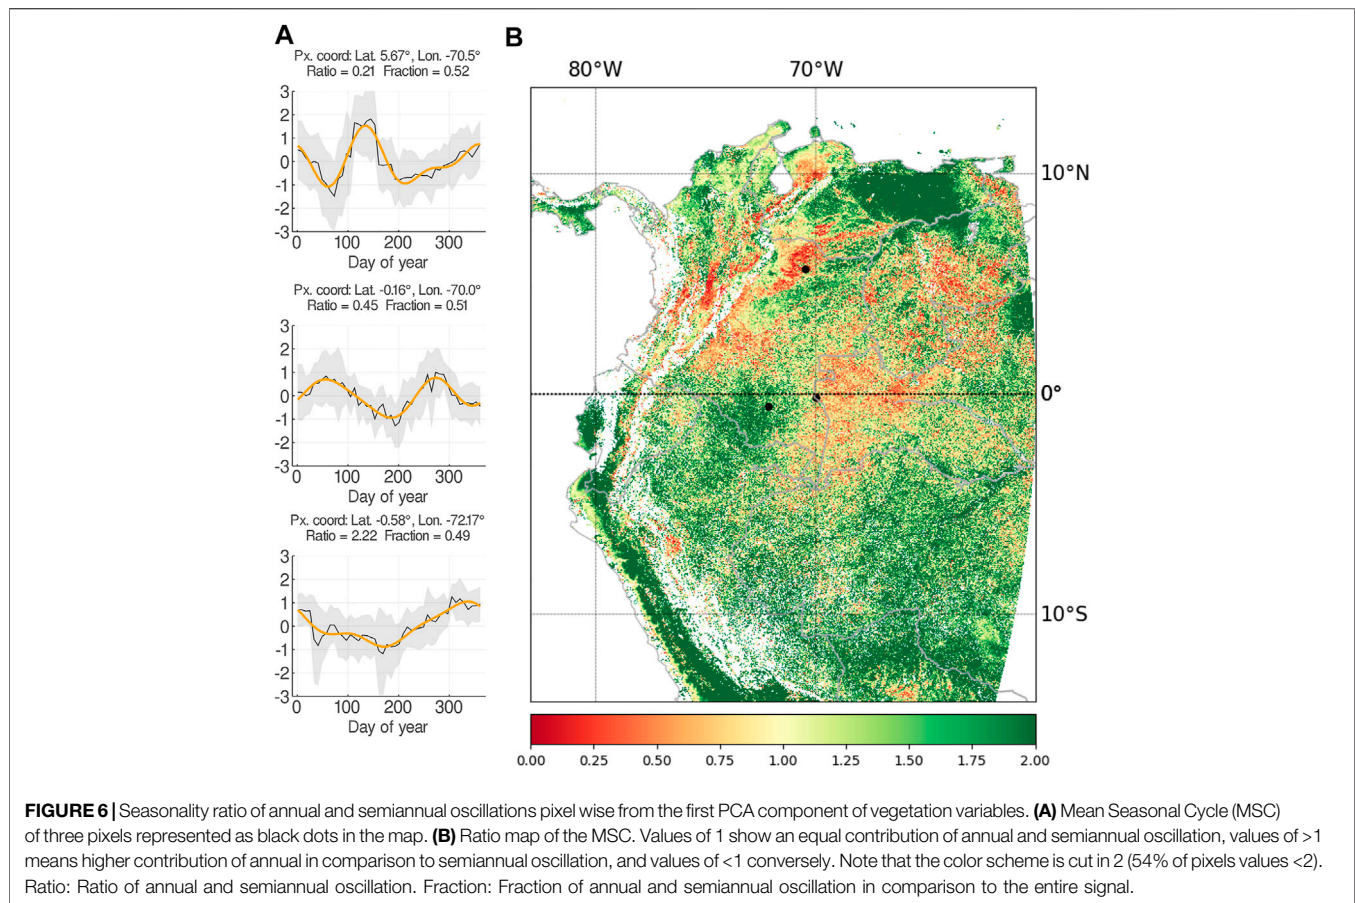 A
Px. coord: Lat. 5.67°, Lon. -70.5°
Ratio = 0.21 Fraction = 0.52
3
2
1
0
-1
-2
-3
0 100 200 300
Day of year
Px. coord: Lat. -0.16°, Lon. -70.0°
Ratio = 0.45 Fraction = 0.51
3
2
1
0
-1
-2
-3
0 100 200 300
Day of year
Px. coord: Lat. -0.58°, Lon. -72.17°
Ratio = 2.22 Fraction = 0.49
3
2
1
0
-1
-2
-3
0 100 200 300
Day of year
B
80°W 70°W
10°N
0°
10°S
0.00 0.25 0.50 0.75 1.00 1.25 1.50 1.75 2.00
FIGURE 6 | Seasonality ratio of annual and semiannual oscillations pixel wise from the first PCA component of vegetation variables. (A) Mean Seasonal Cycle (MSC)
of three pixels represented as black dots in the map. (B) Ratio map of the MSC. Values of 1 show an equal contribution of annual and semiannual oscillation, values of >1
means higher contribution of annual in comparison to semiannual oscillation, and values of <1 conversely. Note that the color scheme is cut in 2 (54% of pixels values <2).
Ratio: Ratio of annual and semiannual oscillation. Fraction: Fraction of annual and semiannual oscillation in comparison to the entire signal.